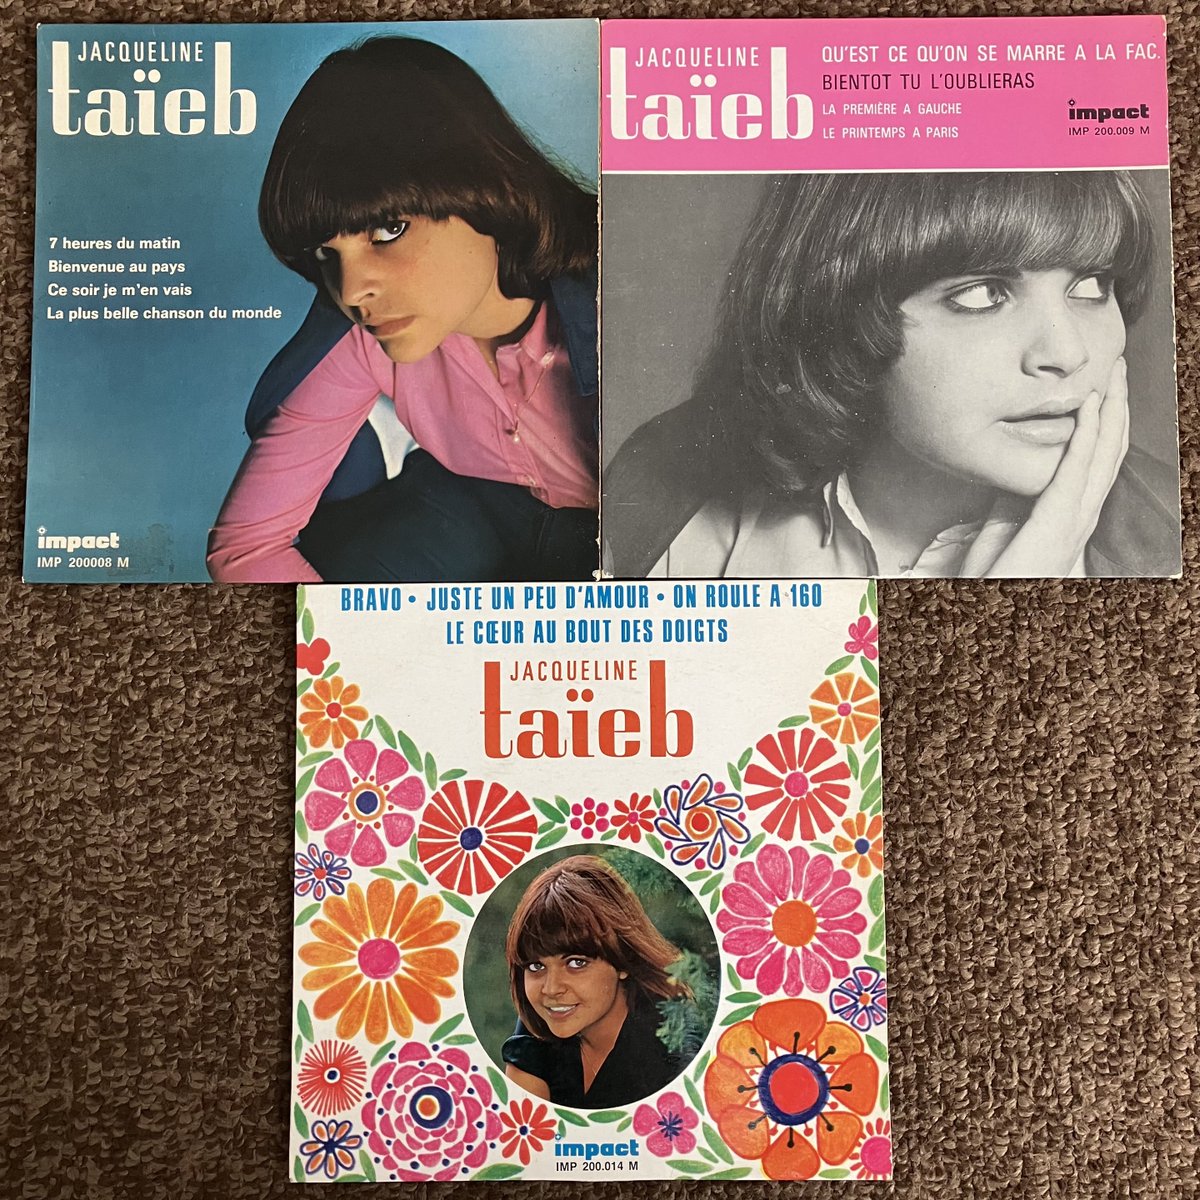 JACQUELINE
taïeb
7 heures du matin
Bienvenue au pays
Ce soir je m'en vais
La plus belle chanson du monde
impact
IMP 200008 M
JACQUELINE
taïeb
QU'EST CE QU'ON SE MARRE A LA FAC.
BIENTOT TU L'OUBLIERAS
LA PREMIÈRE A GAUCHE
LE PRINTEMPS A PARIS
impact
IMP 200.009 M
BRAVO • JUSTE UN PEU D'AMOUR • ON ROULE A 160
LE CŒUR AU BOUT DES DOIGTS
JACQUELINE
taïeb
impact
IMP 200.014 M